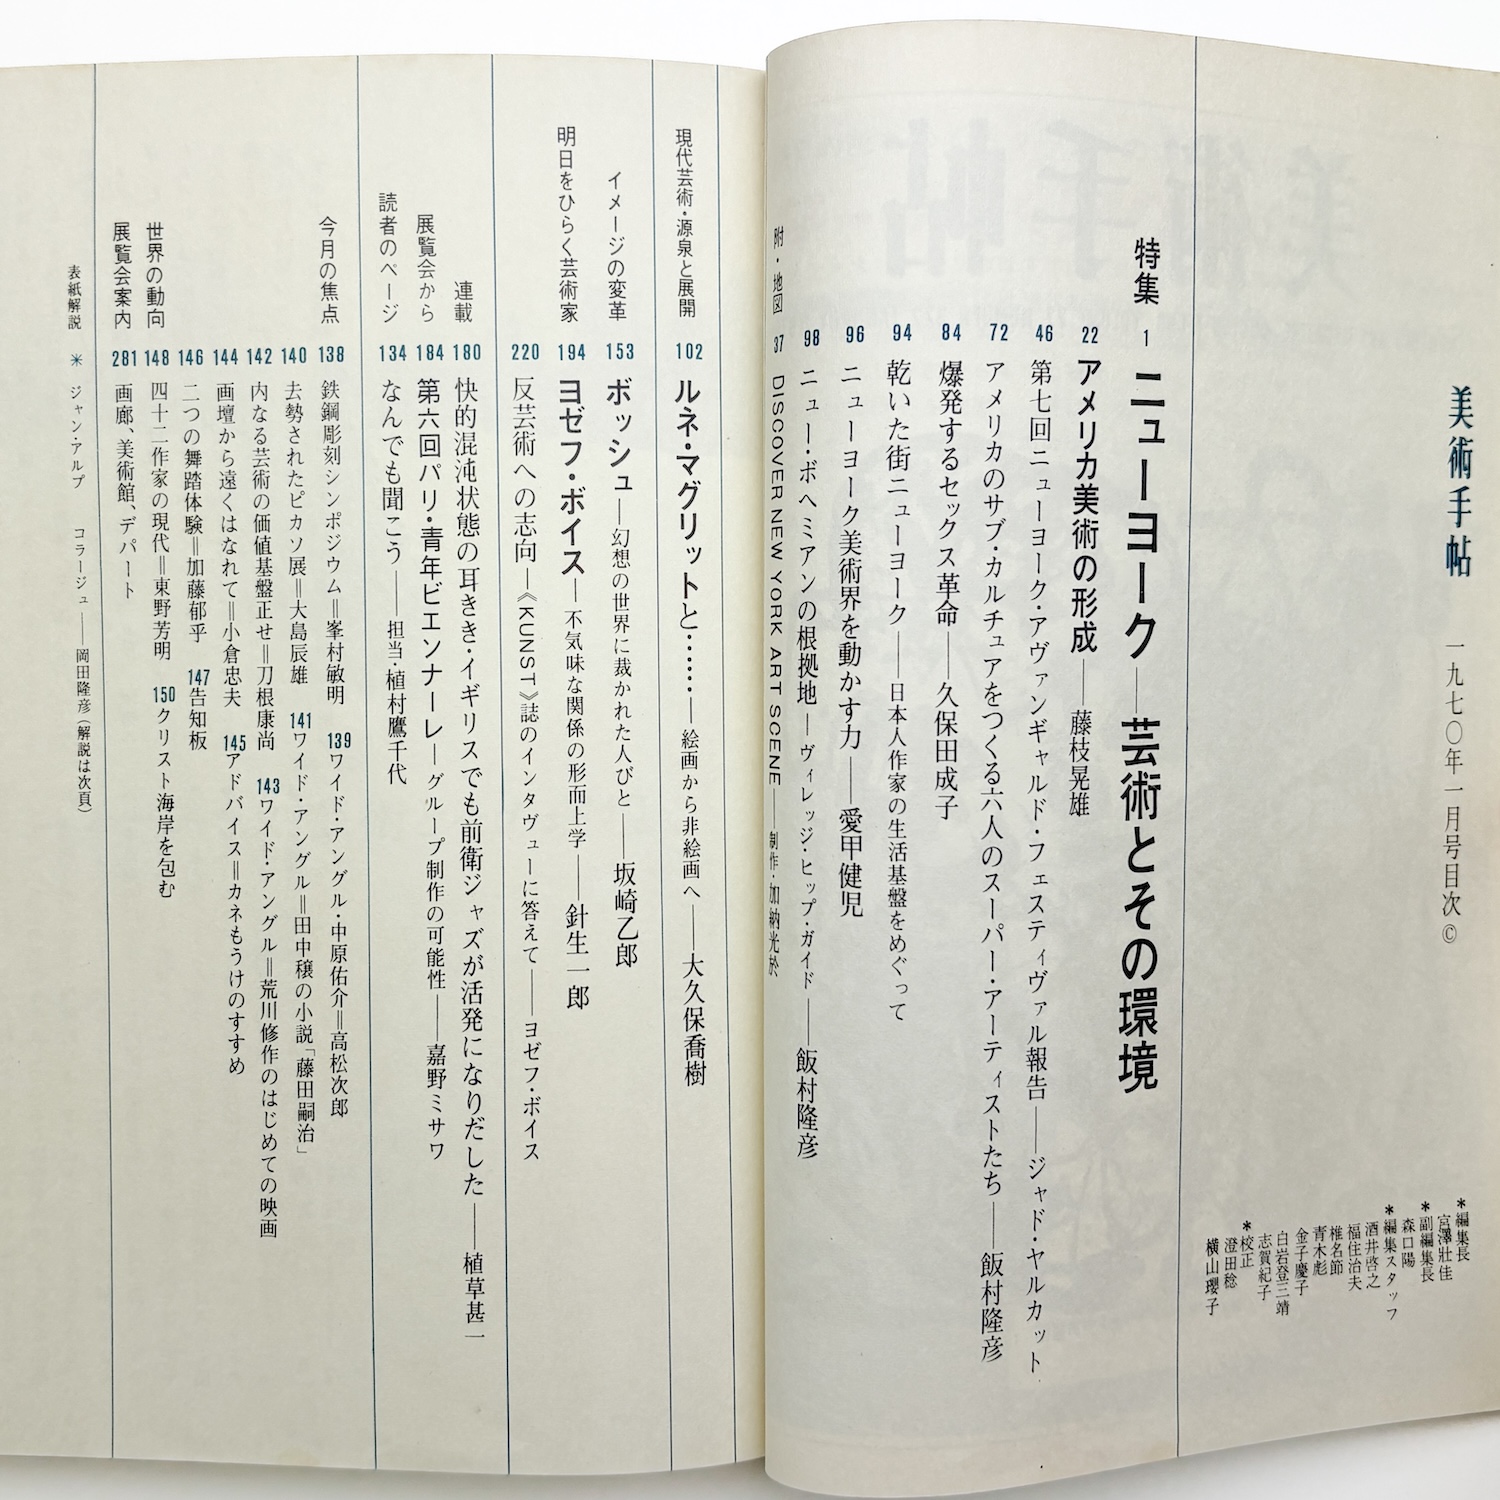 美術手帖 一九七〇年一月号目次©
*編集長
宮澤壯佳
*副編集長
森口陽
*編集スタッフ
酒井啓之
福住治夫
椎名節
青木彪
金子慶子
白岩登三靖
志賀紀子
*校正
澄田稔
横山瓔子
特集 1 ニューヨーク——芸術とその環境
22 アメリカ美術の形成——藤枝晃雄
46 第七回ニューヨーク・アヴァンギャルド・フェスティヴァル報告——ジャド・ヤルカット
72 アメリカのサブ・カルチュアをつくる六人のスーパー・アーティストたち——飯村隆彦
84 爆発するセックス革命——久保田成子
94 乾いた街ニューヨーク——日本人作家の生活基盤をめぐって
96 ニューヨーク美術界を動かす力——愛甲健児
98 ニュー・ボヘミアンの根拠地——ヴィレッジ・ヒップ・ガイド——飯村隆彦
附・地図 37 DISCOVER NEW YORK ART SCENE——制作・加納光於
現代芸術・源泉と展開 102 ルネ・マグリットと……——絵画から非絵画へ——大久保喬樹
イメージの変革 153 ボッシュ——幻想の世界に裁かれた人びと——坂崎乙郎
明日をひらく芸術家 194 ヨゼフ・ボイス——不気味な関係の形而上学——針生一郎
220 反芸術への志向——《KUNST》誌のインタヴューに答えて——ヨゼフ・ボイス
連載 180 快的混沌状態の耳きき・イギリスでも前衛ジャズが活発になりだした——植草甚一
展覧会から 184 第六回パリ・青年ビエンナーレ——グループ制作の可能性——嘉野ミサワ
読者のページ 134 なんでも聞こう——担当・植村鷹千代
今月の焦点 138 鉄鋼彫刻シンポジウム=峯村敏明 139 ワイド・アングル・中原佑介=高松次郎
140 去勢されたピカソ展=大島辰雄 141 ワイド・アングル=田中穣の小説「藤田嗣治」
142 内なる芸術の価値基盤正せ=刀根康尚 143 ワイド・アングル=荒川修作のはじめての映画
144 画壇から遠くはなれて=小倉忠夫 145 アドバイス=カネもうけのすすめ
146 二つの舞踏体験=加藤郁乎 147 告知板
世界の動向 148 四十二作家の現代=東野芳明 150 クリスト海岸を包む
展覧会案内 281 画廊、美術館、デパート
表紙解説 * ジャン・アルプ コラージュ——岡田隆彦(解説は次頁)